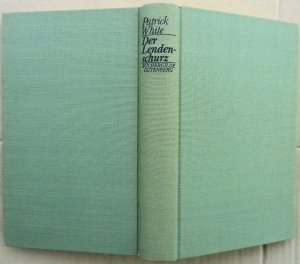 Patrick
White
Der
Lenden-
schurz
BÜCHERGILDE
GUTENBERG